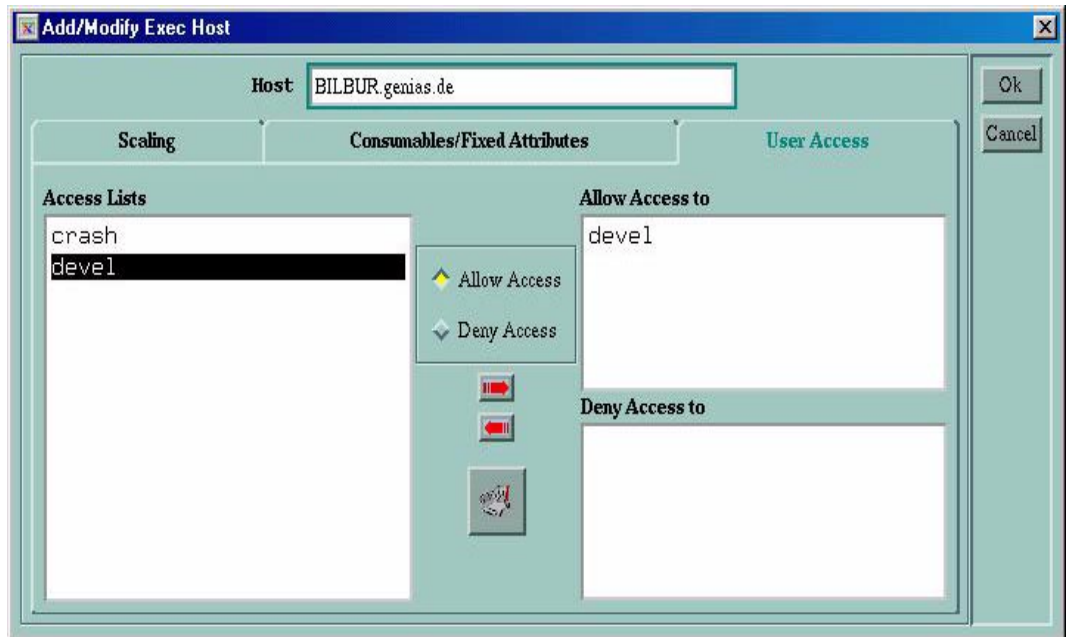 Add/Modify Exec Host
Host BILBUR.genias.de
Ok
Cancel
Scaling
Consumables/Fixed Attributes
User Access
Access Lists
crash
devel
Allow Access
Deny Access
Allow Access to
devel
Deny Access to